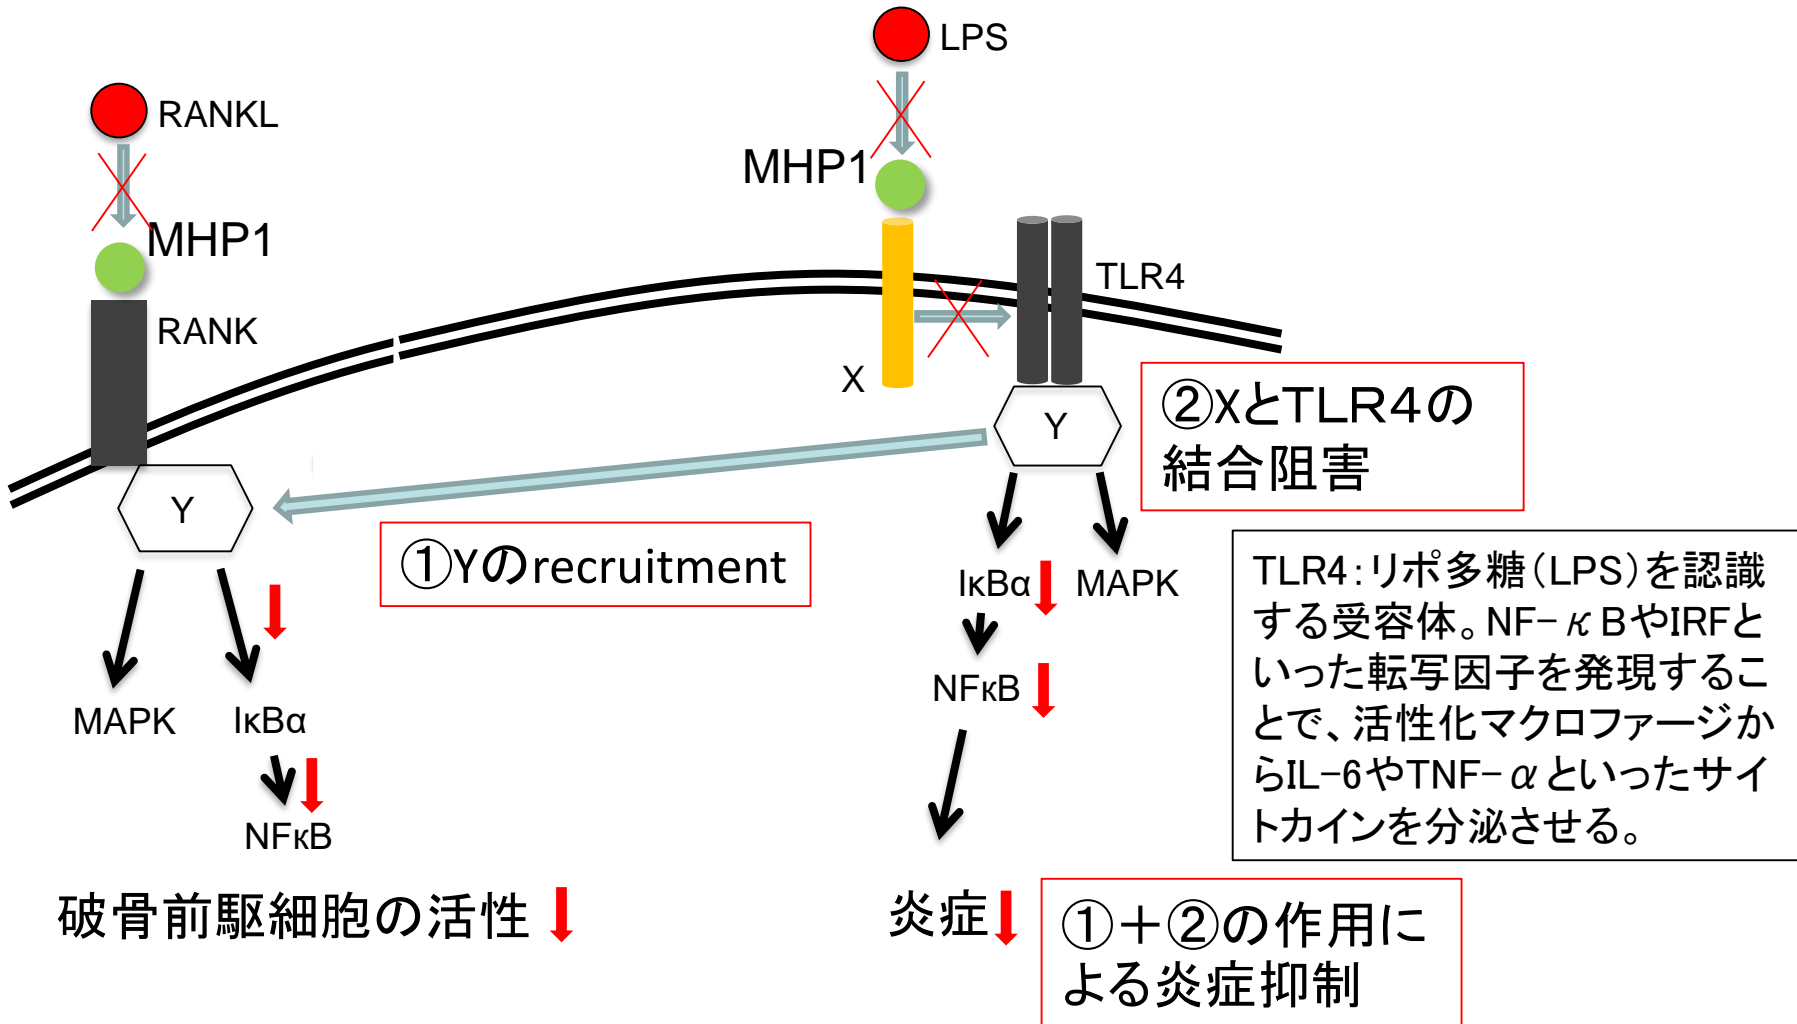 LPS
RANKL
MHP1
MHP1
TLR4
RANK
X
Y
②XとTLR4の
結合阻害
Y
①Yのrecruitment
IκBα
MAPK
NFκB
TLR4:リポ多糖(LPS)を認識
する受容体。NF-κBやIRFと
いった転写因子を発現するこ
とで、活性化マクロファージか
らIL-6やTNF-αといったサイ
トカインを分泌させる。
MAPK
IκBα
NFκB
破骨前駆細胞の活性
炎症
①+②の作用に
よる炎症抑制